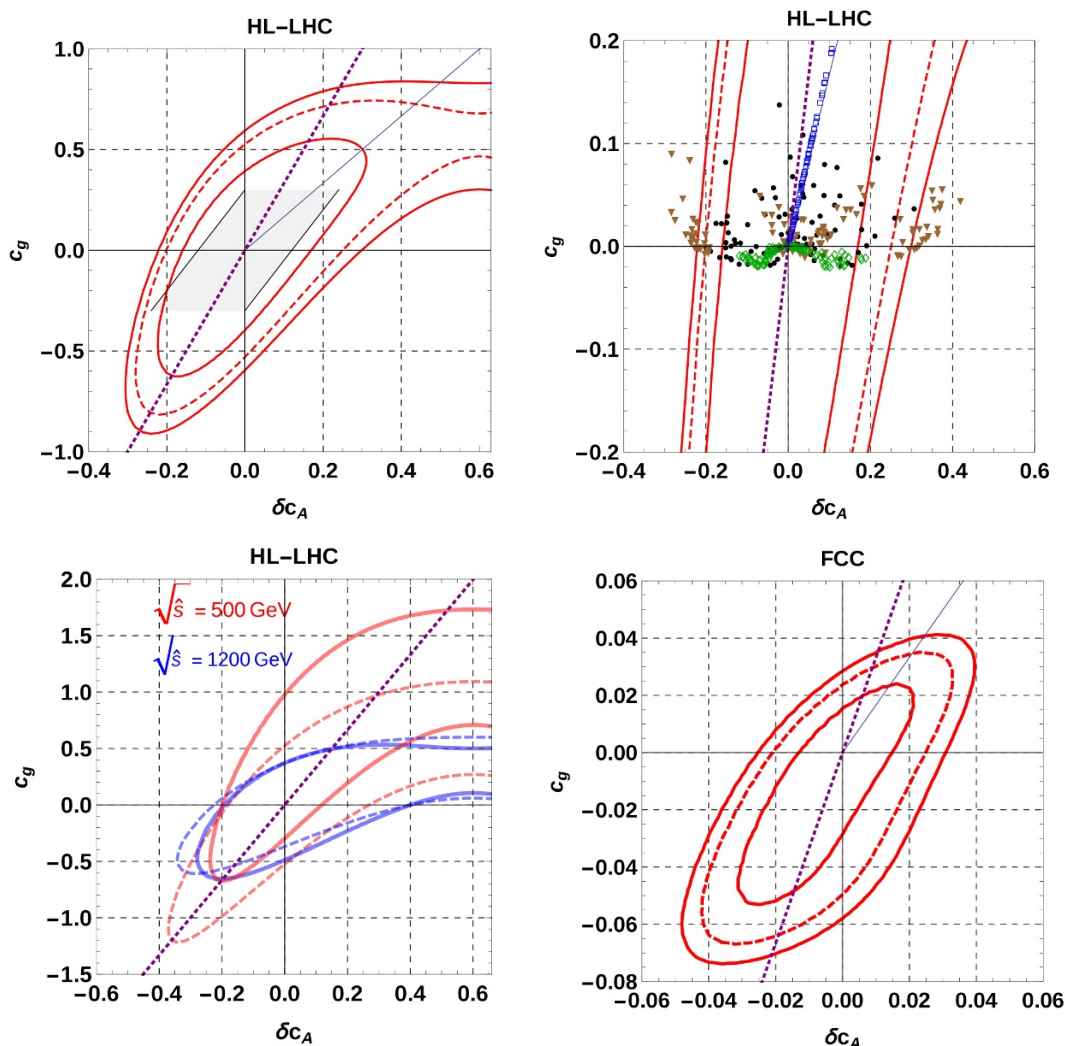 HL−LHC
1.0
0.5
0.0
−0.5
−1.0
c_g
−0.4 −0.2 0.0 0.2 0.4 0.6
δc_A
HL−LHC
0.2
0.1
0.0
−0.1
−0.2
c_g
−0.4 −0.2 0.0 0.2 0.4 0.6
δc_A
HL−LHC
2.0
1.5
1.0
0.5
0.0
−0.5
−1.0
−1.5
√ŝ = 500 GeV
√ŝ = 1200 GeV
c_g
−0.6 −0.4 −0.2 0.0 0.2 0.4 0.6
δc_A
FCC
0.06
0.04
0.02
0.00
−0.02
−0.04
−0.06
−0.08
c_g
−0.06 −0.04 −0.02 0.00 0.02 0.04 0.06
δc_A